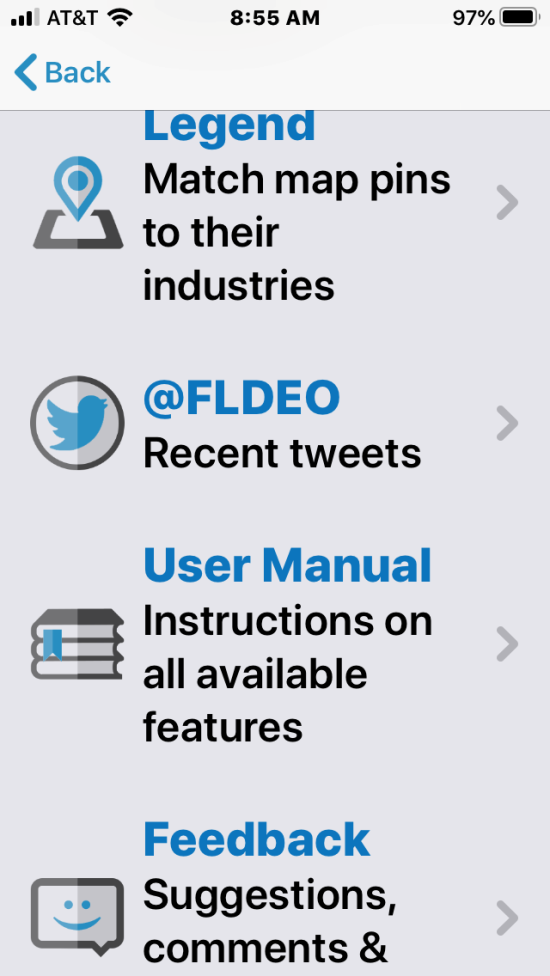 AT&T 8:55 AM 97%
Back
Legend
Match map pins
to their
industries
@FLDEO
Recent tweets
User Manual
Instructions on
all available
features
Feedback
Suggestions,
comments &